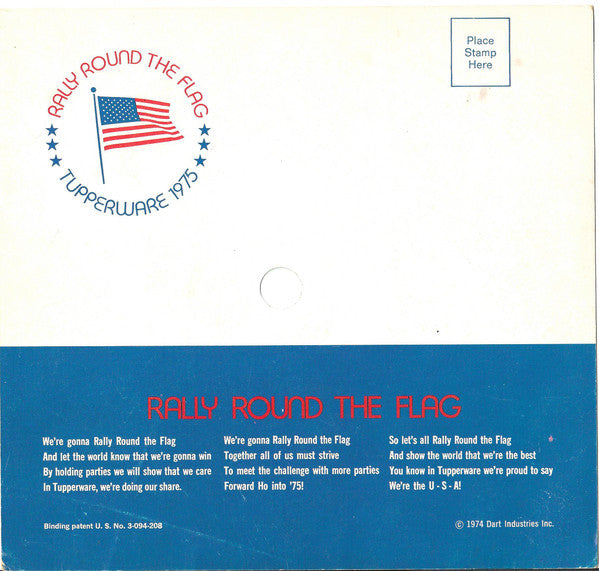 RALLY ROUND THE FLAG
TUPPERWARE 1975
Place
Stamp
Here
RALLY ROUND THE FLAG
We're gonna Rally Round the Flag
And let the world know that we're gonna win
By holding parties we will show that we care
In Tupperware, we're doing our share.
We're gonna Rally Round the Flag
Together all of us must strive
To meet the challenge with more parties
Forward Ho into '75!
So let's all Rally Round the Flag
And show the world that we're the best
You know in Tupperware we're proud to say
We're the U - S - A!
Binding patent U. S. No. 3-094-208
© 1974 Dart Industries Inc.